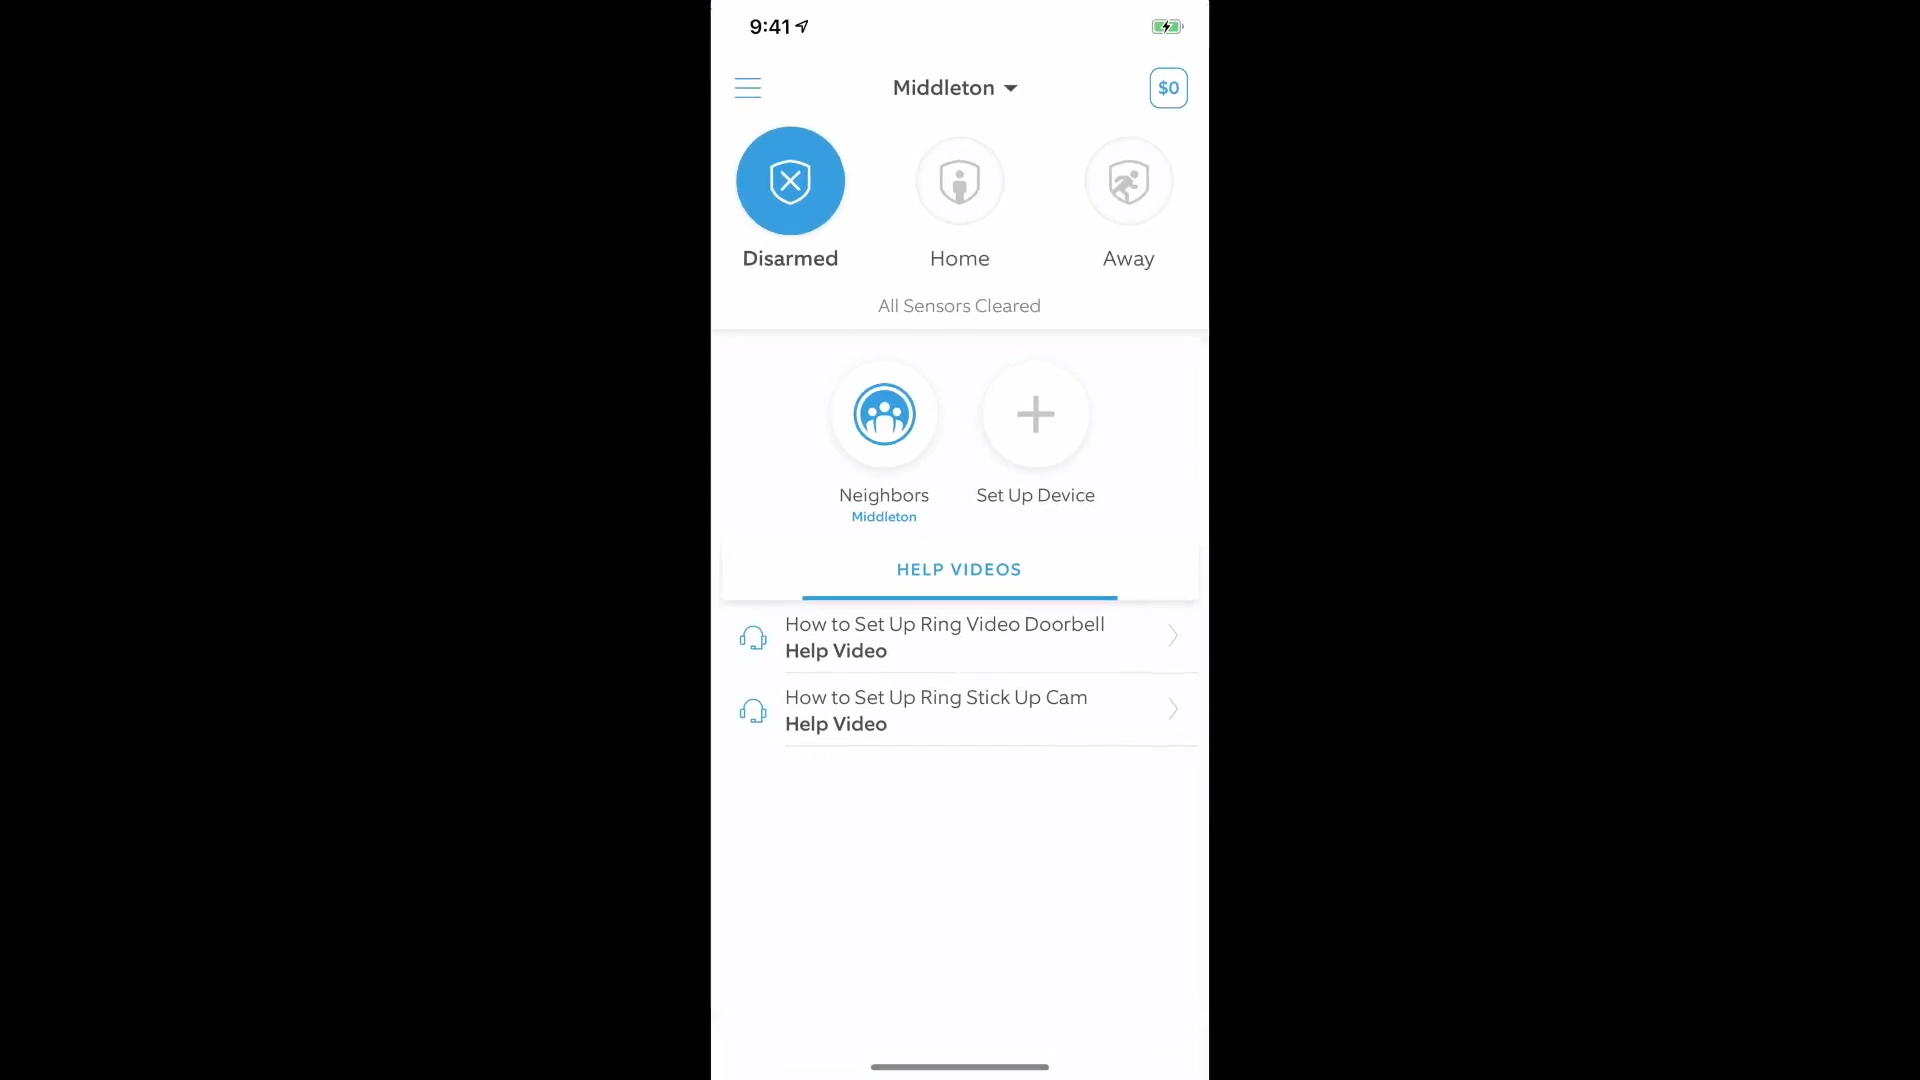 9:41
Middleton
$0
Disarmed
Home
Away
All Sensors Cleared
Neighbors
Middleton
Set Up Device
HELP VIDEOS
How to Set Up Ring Video Doorbell
Help Video
How to Set Up Ring Stick Up Cam
Help Video